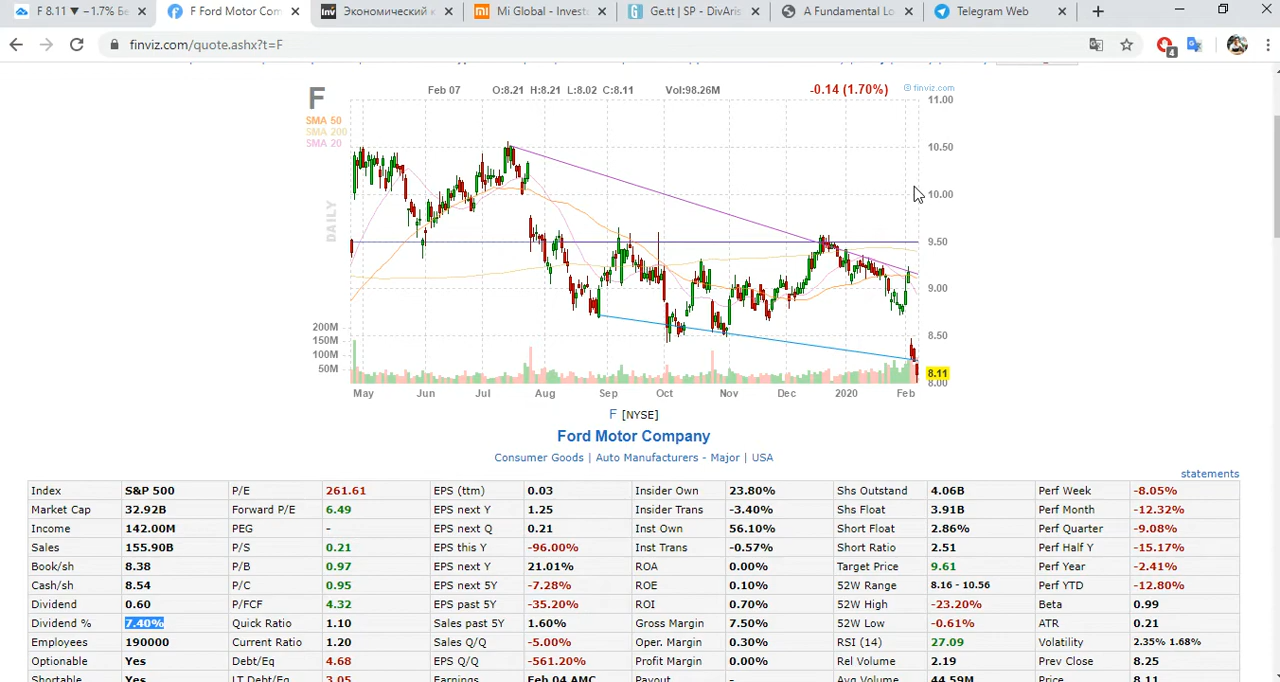 F 8.11 ▼ −1.7% Бе
F Ford Motor Com
Экономический к
Mi Global - Invest
Ge.tt | SP - DivAris
A Fundamental Lo
Telegram Web
finviz.com/quote.ashx?t=F
4
F
Feb 07 O:8.21 H:8.21 L:8.02 C:8.11 Vol:98.26M -0.14 (1.70%) © finviz.com
SMA 50
SMA 200
SMA 20
DAILY
11.00
10.50
10.00
9.50
9.00
8.50
8.11
8.00
200M
150M
100M
50M
May Jun Jul Aug Sep Oct Nov Dec 2020 Feb
F [NYSE]
Ford Motor Company
Consumer Goods | Auto Manufacturers - Major | USA
statements
Index S&P 500 P/E 261.61 EPS (ttm) 0.03 Insider Own 23.80% Shs Outstand 4.06B Perf Week -8.05%
Market Cap 32.92B Forward P/E 6.49 EPS next Y 1.25 Insider Trans -3.40% Shs Float 3.91B Perf Month -12.32%
Income 142.00M PEG - EPS next Q 0.21 Inst Own 56.10% Short Float 2.86% Perf Quarter -9.08%
Sales 155.90B P/S 0.21 EPS this Y -96.00% Inst Trans -0.57% Short Ratio 2.51 Perf Half Y -15.17%
Book/sh 8.38 P/B 0.97 EPS next Y 21.01% ROA 0.00% Target Price 9.61 Perf Year -2.41%
Cash/sh 8.54 P/C 0.95 EPS next 5Y -7.28% ROE 0.10% 52W Range 8.16 - 10.56 Perf YTD -12.80%
Dividend 0.60 P/FCF 4.32 EPS past 5Y -35.20% ROI 0.70% 52W High -23.20% Beta 0.99
Dividend % 7.40% Quick Ratio 1.10 Sales past 5Y 1.60% Gross Margin 7.50% 52W Low -0.61% ATR 0.21
Employees 190000 Current Ratio 1.20 Sales Q/Q -5.00% Oper. Margin 0.30% RSI (14) 27.09 Volatility 2.35% 1.68%
Optionable Yes Debt/Eq 4.68 EPS Q/Q -561.20% Profit Margin 0.00% Rel Volume 2.19 Prev Close 8.25
Shortable Yes LT Debt/Eq 3.05 Earnings Feb 04 AMC Payout - Avg Volume 44.59M Price 8.11